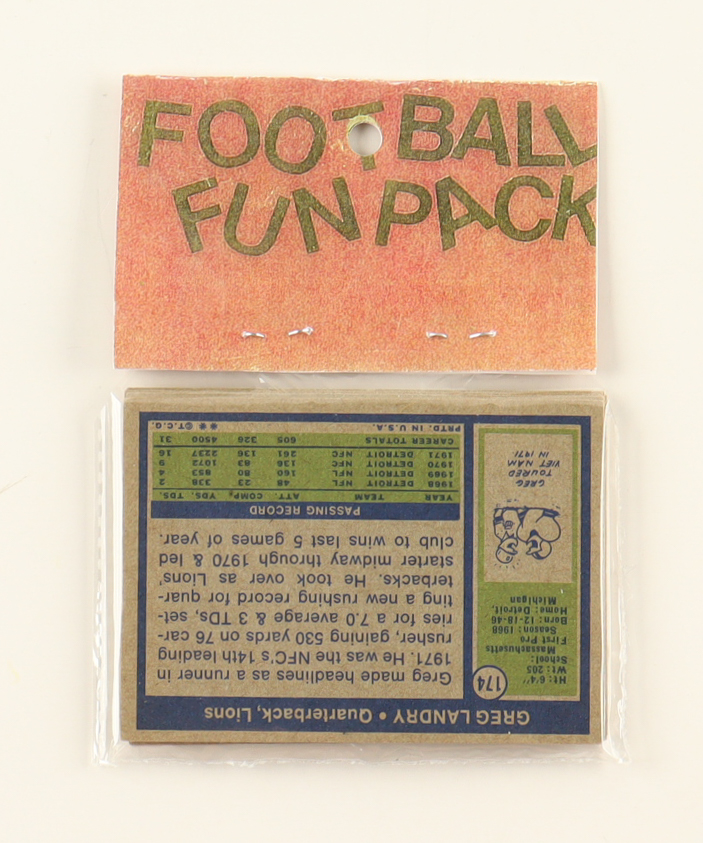 FOOTBALL
FUN PACK
GREG LANDRY • Quarterback, Lions
174
Ht: 6'4"
Wt: 205
School:
Massachusetts
First Pro
Season: 1968
Born: 12-18-46
Home: Detroit,
Michigan
GREG
TOURED
VIET NAM
IN 1971
Greg made headlines as a runner in
1971. He was the NFC's 14th leading
rusher, gaining 530 yards on 76 car-
ries for a 7.0 average & 3 TDs, set-
ting a new rushing record for quar-
terbacks. He took over as Lions'
starter midway through 1970 & led
club to wins last 5 games of year.
PASSING RECORD
YEAR TEAM ATT COMP. YDS. TDS.
1968 DETROIT NFL 48 23 338 2
1969 DETROIT NFL 160 80 853 4
1970 DETROIT NFC 136 83 1072 9
1971 DETROIT NFC 261 136 2237 16
CAREER TOTALS 605 326 4500 31
PRTD. IN U.S.A.
©T.C.G.